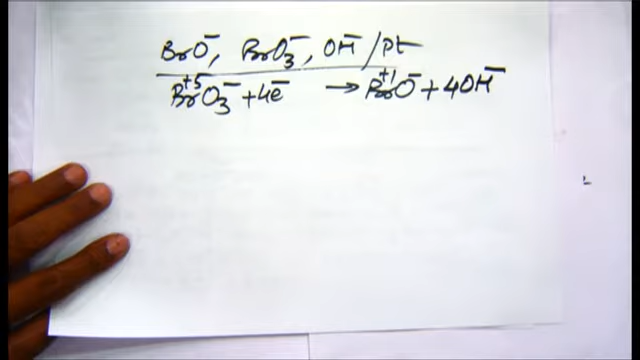 BrO⁻, BrO₃⁻, OH⁻/Pt
+5 +1
BrO₃⁻ + 4e⁻ → BrO⁻ + 4OH⁻